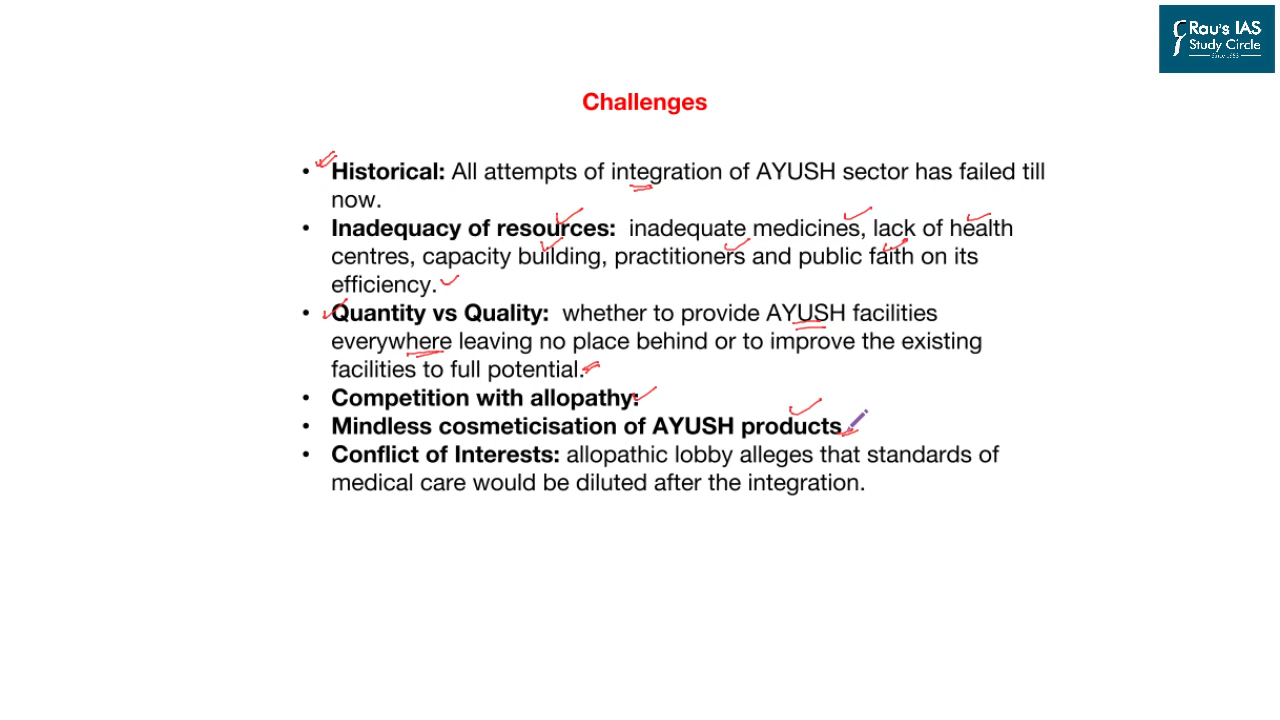 Rau's IAS
Study Circle
Since 1953
Challenges
• Historical: All attempts of integration of AYUSH sector has failed till
now.
• Inadequacy of resources: inadequate medicines, lack of health
centres, capacity building, practitioners and public faith on its
efficiency.
• Quantity vs Quality: whether to provide AYUSH facilities
everywhere leaving no place behind or to improve the existing
facilities to full potential.
• Competition with allopathy:
• Mindless cosmeticisation of AYUSH products
• Conflict of Interests: allopathic lobby alleges that standards of
medical care would be diluted after the integration.